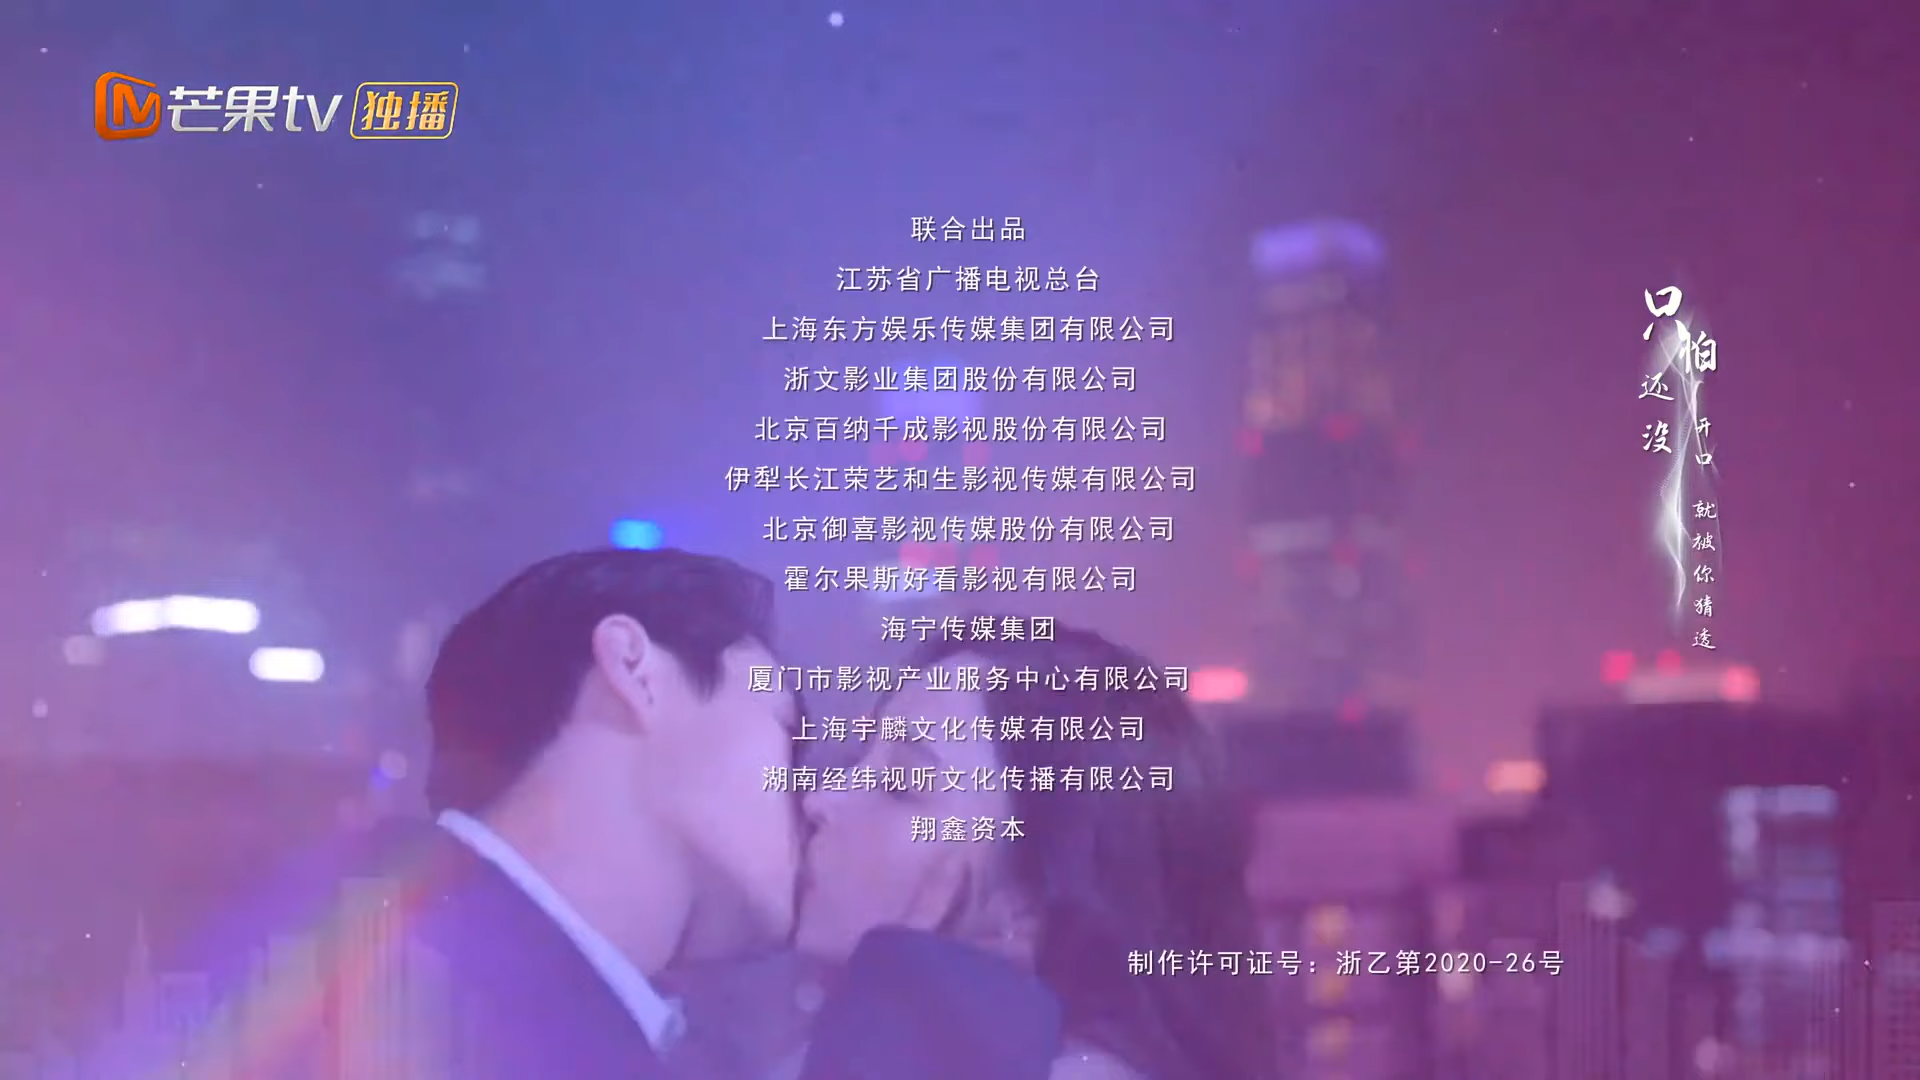 芒果tv 独播
联合出品
江苏省广播电视总台
上海东方娱乐传媒集团有限公司
浙文影业集团股份有限公司
北京百纳千成影视股份有限公司
伊犁长江荣艺和生影视传媒有限公司
北京御喜影视传媒股份有限公司
霍尔果斯好看影视有限公司
海宁传媒集团
厦门市影视产业服务中心有限公司
上海宇麟文化传媒有限公司
湖南经纬视听文化传播有限公司
翔鑫资本
制作许可证号：浙乙第2020-26号
只怕
还没
开口
就被你猜透